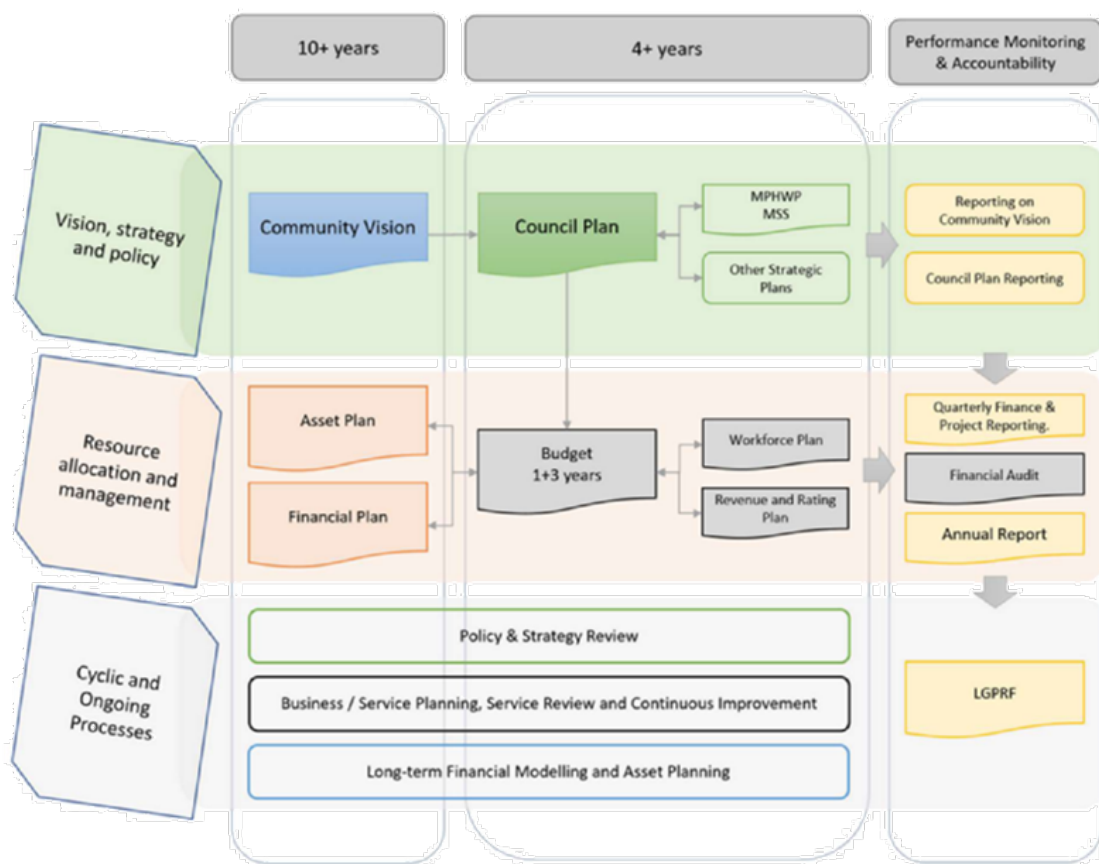 10+ years
4+ years
Performance Monitoring
& Accountability
Vision, strategy
and policy
Community Vision
Council Plan
MPHWP
MSS
Other Strategic
Plans
Reporting on
Community Vision
Council Plan Reporting
Resource
allocation and
management
Asset Plan
Financial Plan
Budget
1+3 years
Workforce Plan
Revenue and Rating
Plan
Quarterly Finance &
Project Reporting.
Financial Audit
Annual Report
Cyclic and
Ongoing
Processes
Policy & Strategy Review
Business / Service Planning, Service Review and Continuous Improvement
Long-term Financial Modelling and Asset Planning
LGPRF